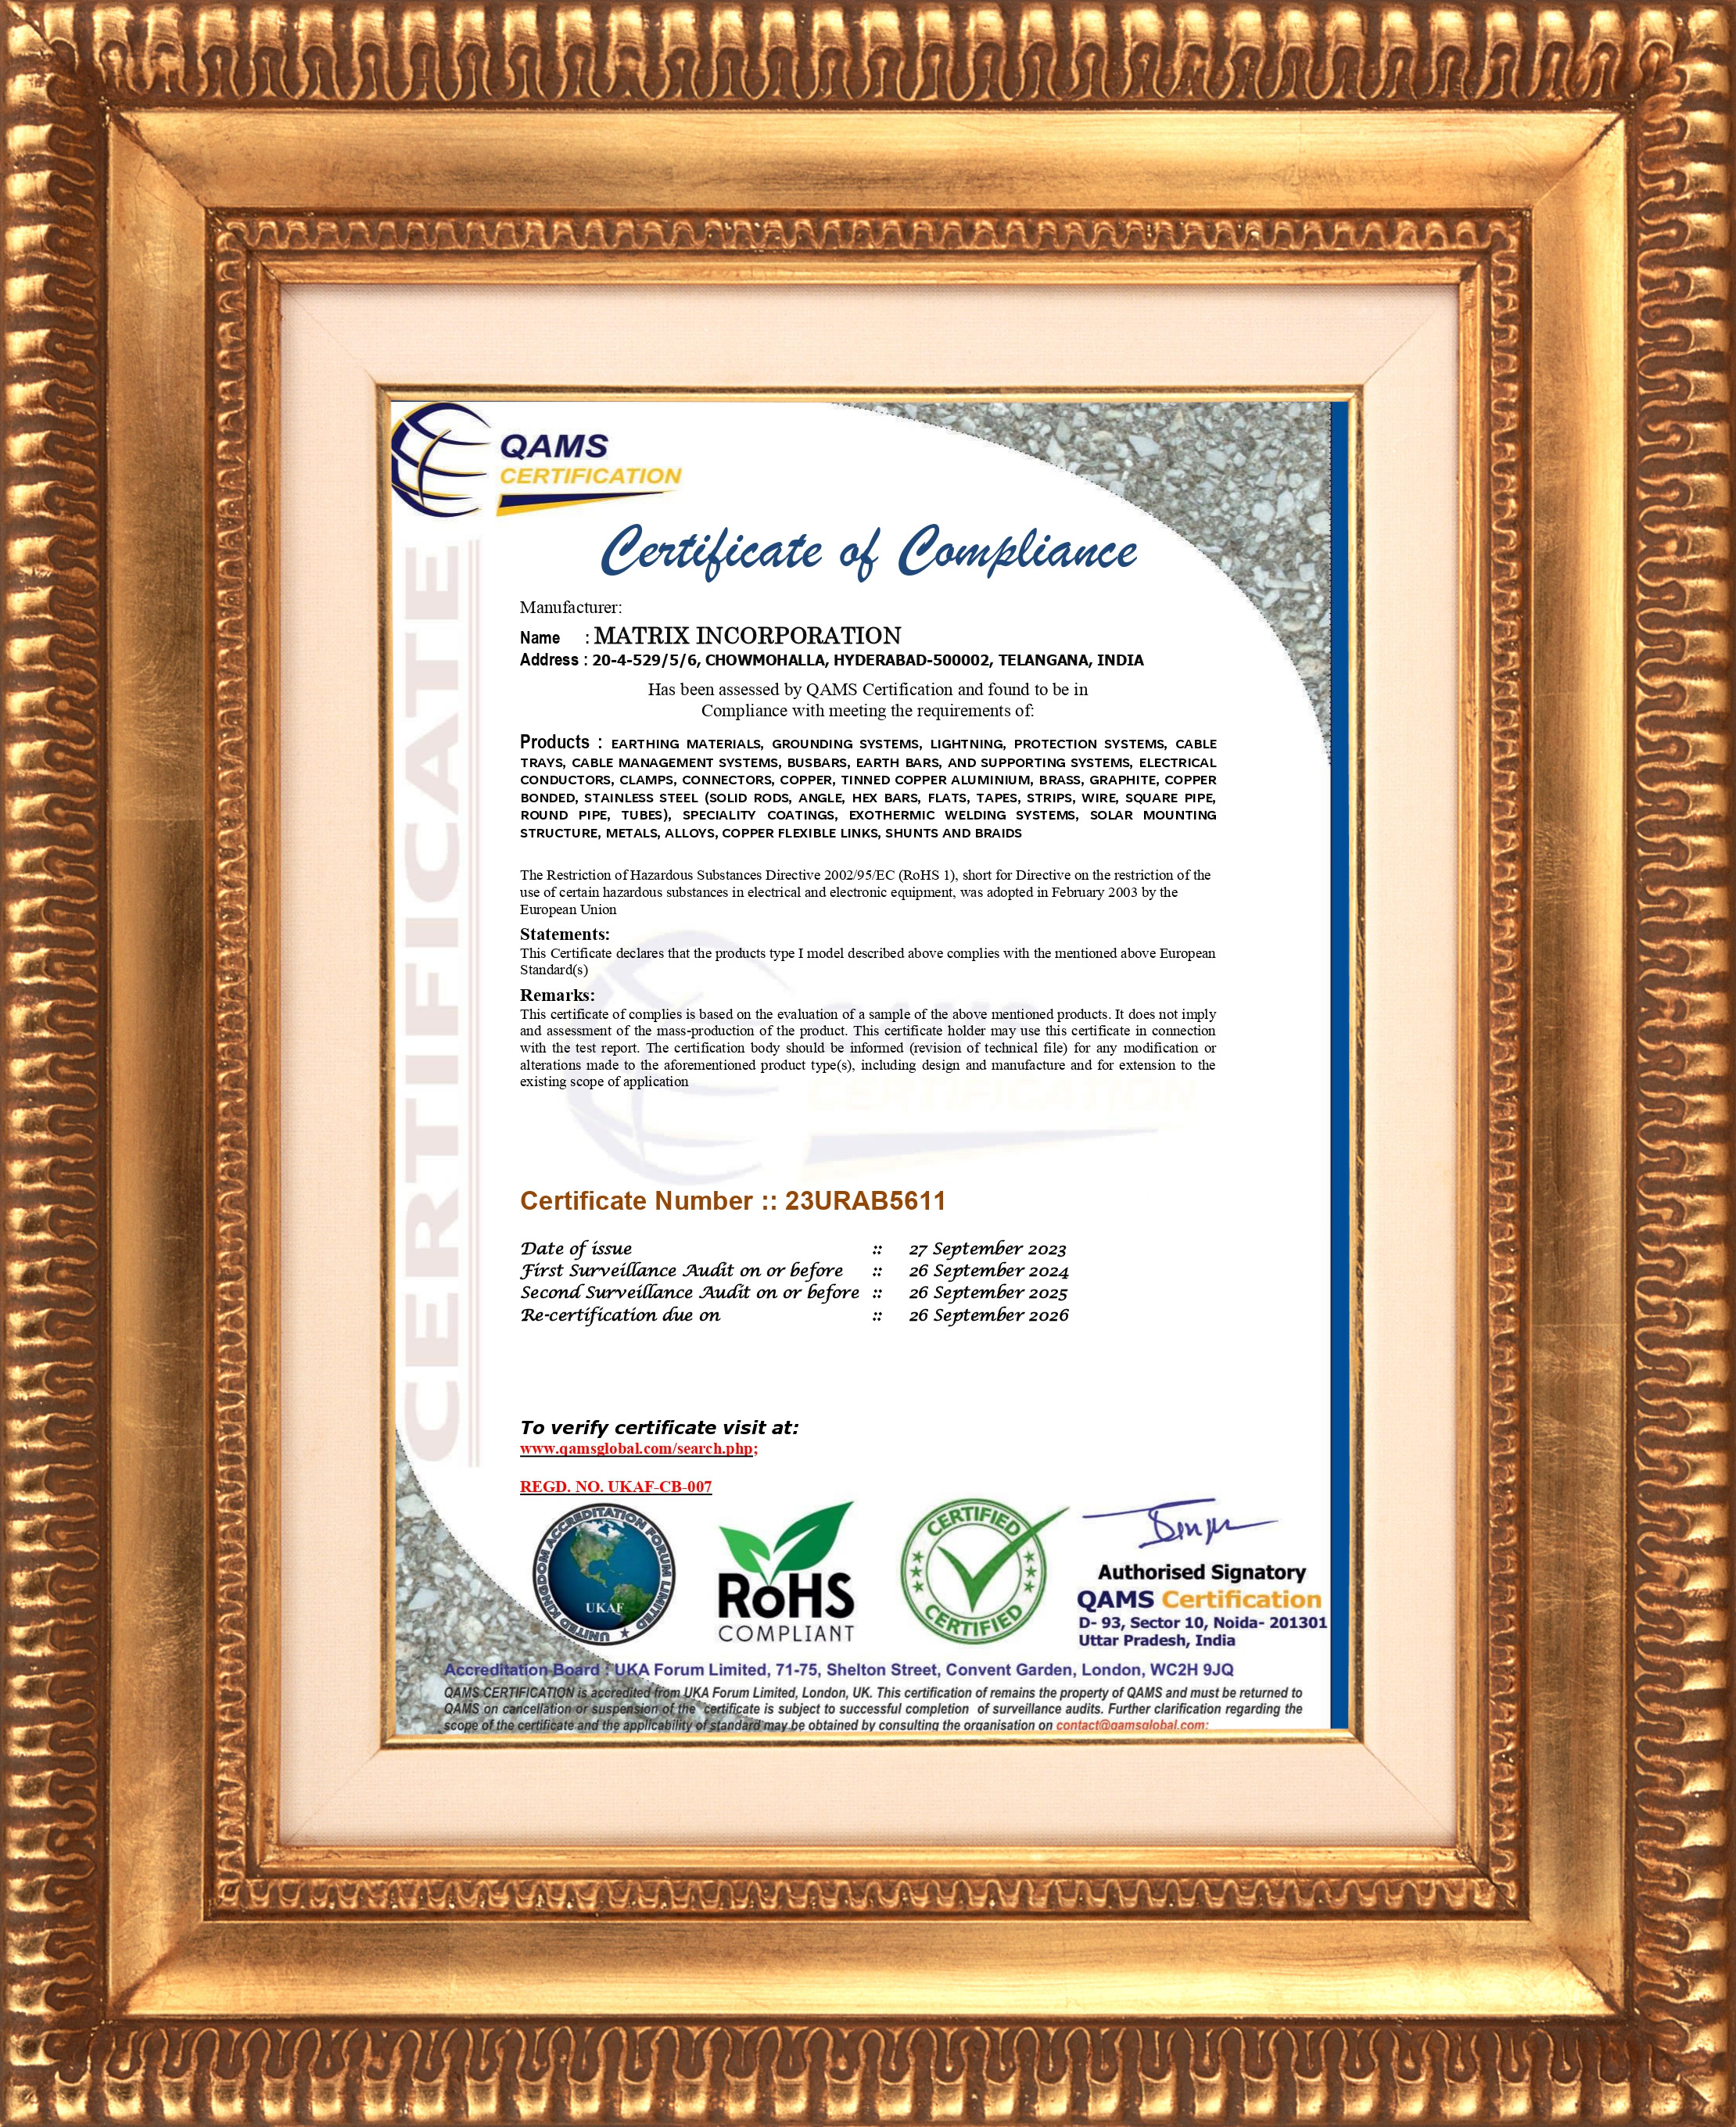 QAMS
CERTIFICATION
Certificate of Compliance
CERTIFICATE
Manufacturer:
Name : MATRIX INCORPORATION
Address : 20-4-529/5/6, CHOWMOHALLA, HYDERABAD-500002, TELANGANA, INDIA
Has been assessed by QAMS Certification and found to be in
Compliance with meeting the requirements of:
Products : EARTHING MATERIALS, GROUNDING SYSTEMS, LIGHTNING, PROTECTION SYSTEMS, CABLE
TRAYS, CABLE MANAGEMENT SYSTEMS, BUSBARS, EARTH BARS, AND SUPPORTING SYSTEMS, ELECTRICAL
CONDUCTORS, CLAMPS, CONNECTORS, COPPER, TINNED COPPER ALUMINIUM, BRASS, GRAPHITE, COPPER
BONDED, STAINLESS STEEL (SOLID RODS, ANGLE, HEX BARS, FLATS, TAPES, STRIPS, WIRE, SQUARE PIPE,
ROUND PIPE, TUBES), SPECIALITY COATINGS, EXOTHERMIC WELDING SYSTEMS, SOLAR MOUNTING
STRUCTURE, METALS, ALLOYS, COPPER FLEXIBLE LINKS, SHUNTS AND BRAIDS
The Restriction of Hazardous Substances Directive 2002/95/EC (RoHS 1), short for Directive on the restriction of the
use of certain hazardous substances in electrical and electronic equipment, was adopted in February 2003 by the
European Union
Statements:
This Certificate declares that the products type I model described above complies with the mentioned above European
Standard(s)
Remarks:
This certificate of complies is based on the evaluation of a sample of the above mentioned products. It does not imply
and assessment of the mass-production of the product. This certificate holder may use this certificate in connection
with the test report. The certification body should be informed (revision of technical file) for any modification or
alterations made to the aforementioned product type(s), including design and manufacture and for extension to the
existing scope of application
QAMS
CERTIFICATION
Certificate Number :: 23URAB5611
Date of issue :: 27 September 2023
First Surveillance Audit on or before :: 26 September 2024
Second Surveillance Audit on or before :: 26 September 2025
Re-certification due on :: 26 September 2026
To verify certificate visit at:
www.qamsglobal.com/search.php;
REGD. NO. UKAF-CB-007
UNITED KINGDOM ACCREDITATION FORUM LIMITED
UKAF
RoHS
COMPLIANT
CERTIFIED
CERTIFIED
Authorised Signatory
QAMS Certification
D- 93, Sector 10, Noida- 201301
Uttar Pradesh, India
Accreditation Board : UKA Forum Limited, 71-75, Shelton Street, Convent Garden, London, WC2H 9JQ
QAMS CERTIFICATION is accredited from UKA Forum Limited, London, UK. This certification of remains the property of QAMS and must be returned to
QAMS on cancellation or suspension of the certificate is subject to successful completion of surveillance audits. Further clarification regarding the
scope of the certificate and the applicability of standard may be obtained by consulting the organisation on contact@qamsglobal.com;